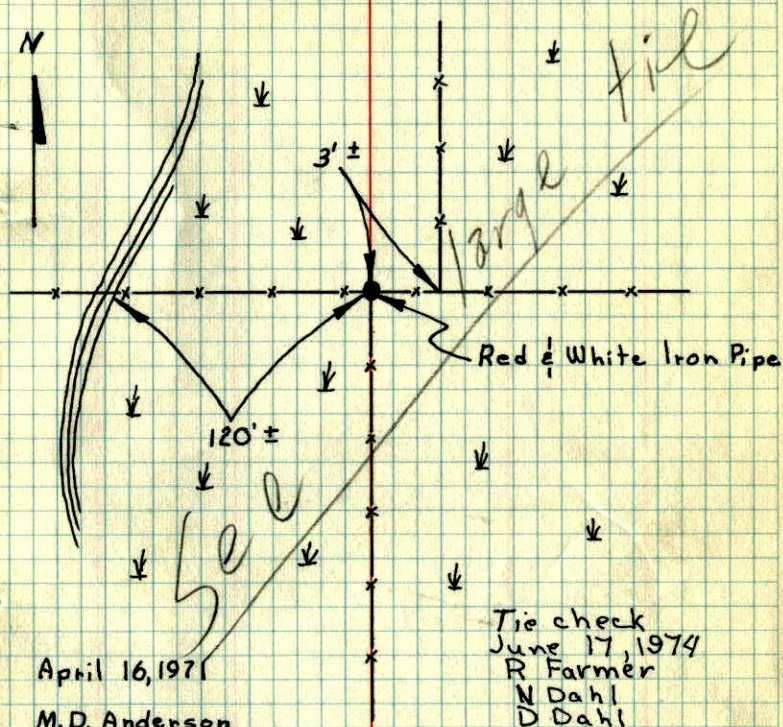 N
3' ±
Red & White Iron Pipe
120' ±
See large tie
April 16, 1971
M.D. Anderson
Tie check
June 17, 1974
R Farmer
N Dahl
D Dahl